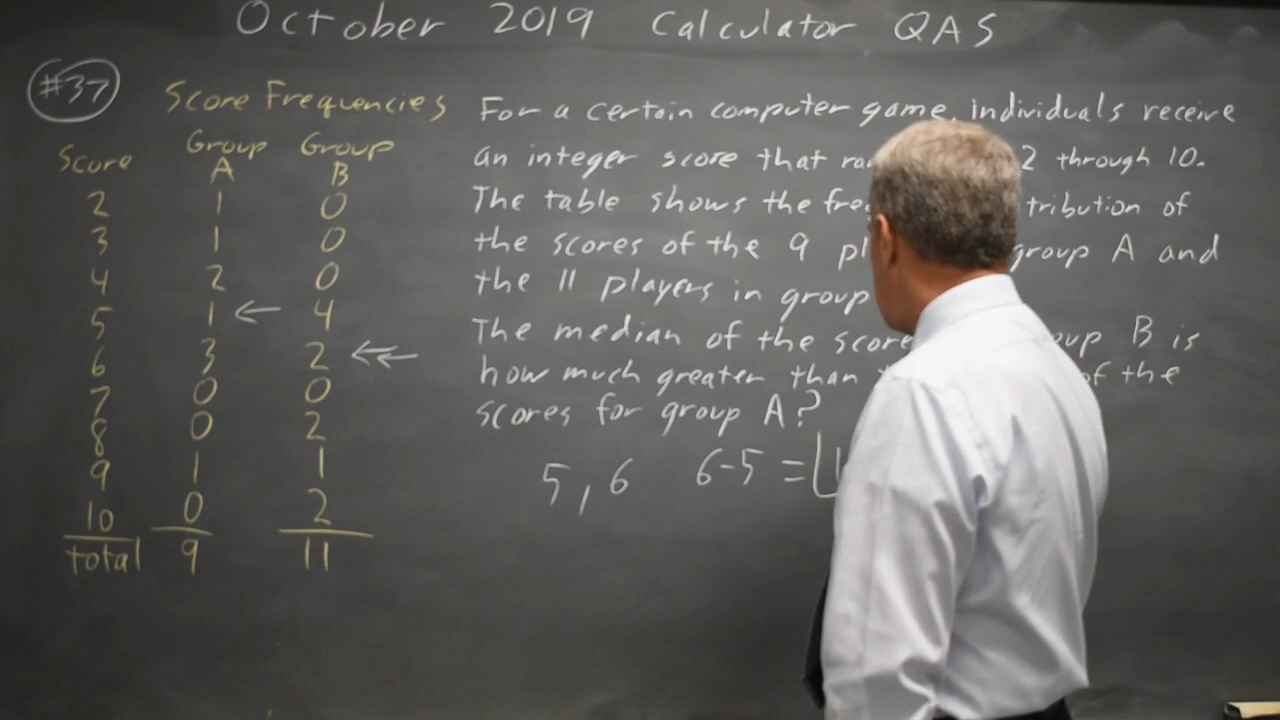 October 2019 Calculator QAS
#37
Score Frequencies
Score Group A Group B
2 1 0
3 1 0
4 2 0
5 1 ← 4
6 3 2 ↞
7 0 0
8 0 2
9 1 1
10 0 2
total 9 11
For a certain computer game, individuals receive
an integer score that 2 through 10.
The table shows the of
the scores of the 9 group A and
the 11 players in group
The median of the B is
how much greater than of the
scores for group A?
5, 6 6-5 =